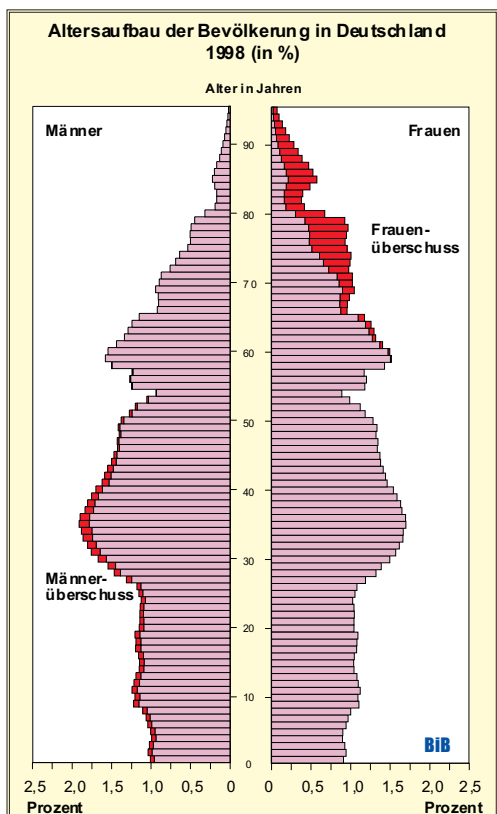 Altersaufbau der Bevölkerung in Deutschland
1998 (in %)
Alter in Jahren
Männer
Frauen
90
80
Frauen-
überschuss
70
60
50
40
30
Männer-
überschuss
20
10
BiB
0
2,5 2,0 1,5 1,0 0,5 0
0 0,5 1,0 1,5 2,0 2,5
Prozent
Prozent